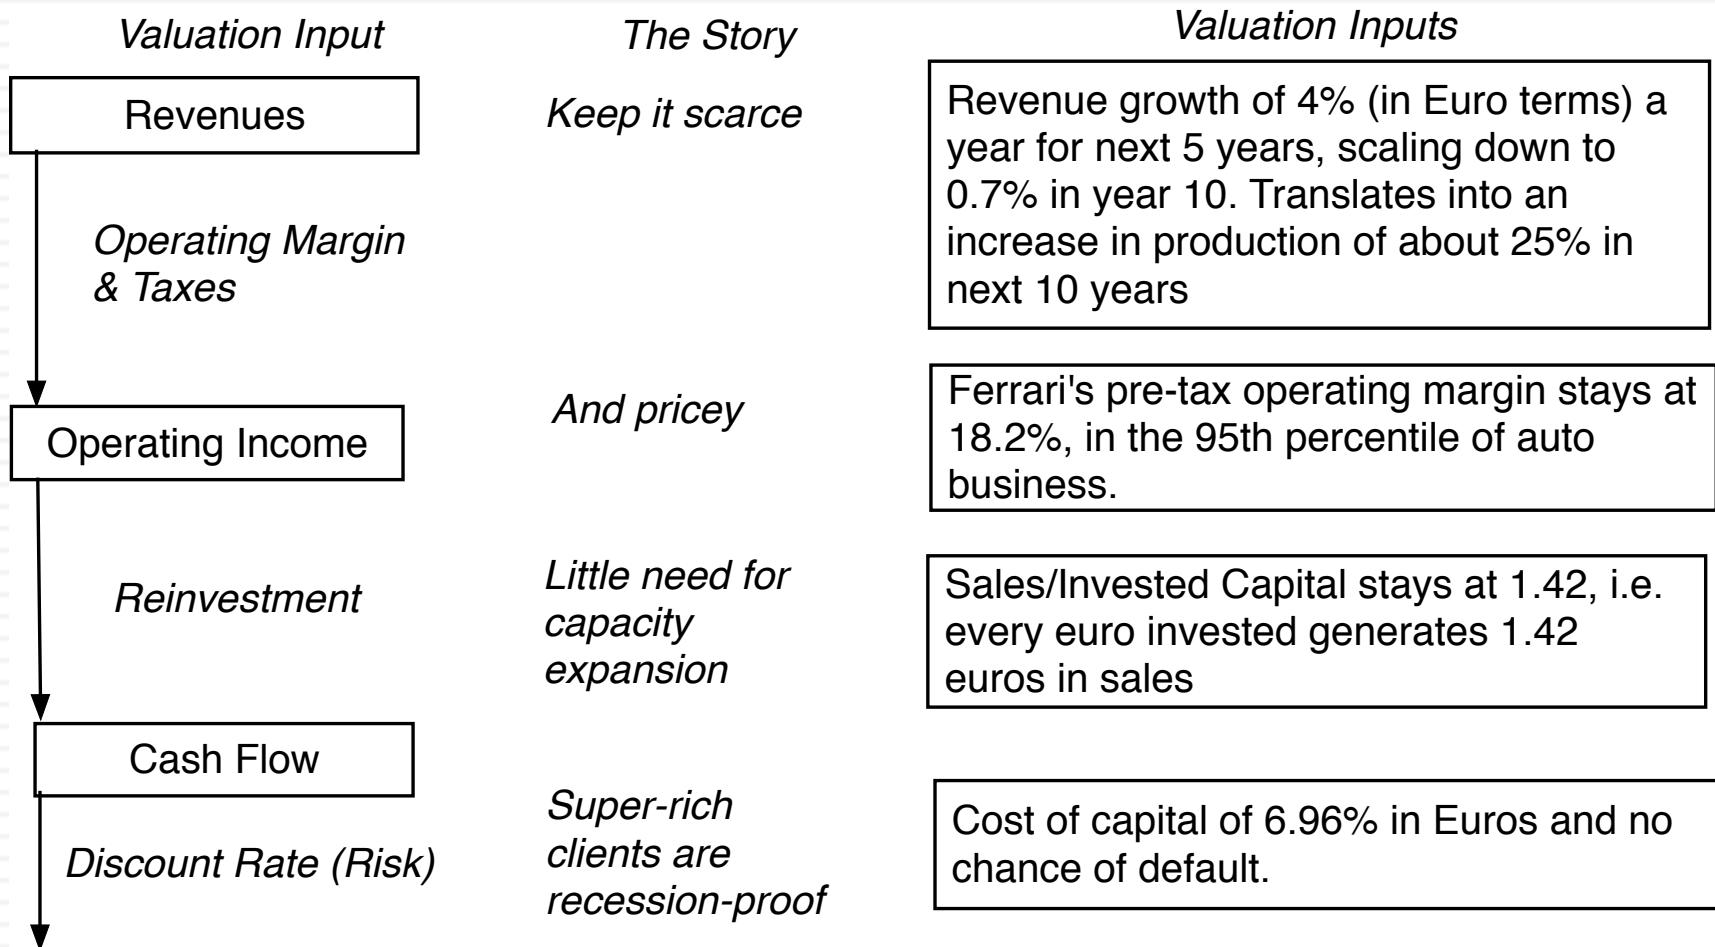 Valuation Input
The Story
Valuation Inputs
Revenues
Keep it scarce
Revenue growth of 4% (in Euro terms) a
year for next 5 years, scaling down to
0.7% in year 10. Translates into an
increase in production of about 25% in
next 10 years
Operating Margin
& Taxes
Operating Income
And pricey
Ferrari's pre-tax operating margin stays at
18.2%, in the 95th percentile of auto
business.
Reinvestment
Little need for
capacity
expansion
Sales/Invested Capital stays at 1.42, i.e.
every euro invested generates 1.42
euros in sales
Cash Flow
Discount Rate (Risk)
Super-rich
clients are
recession-proof
Cost of capital of 6.96% in Euros and no
chance of default.